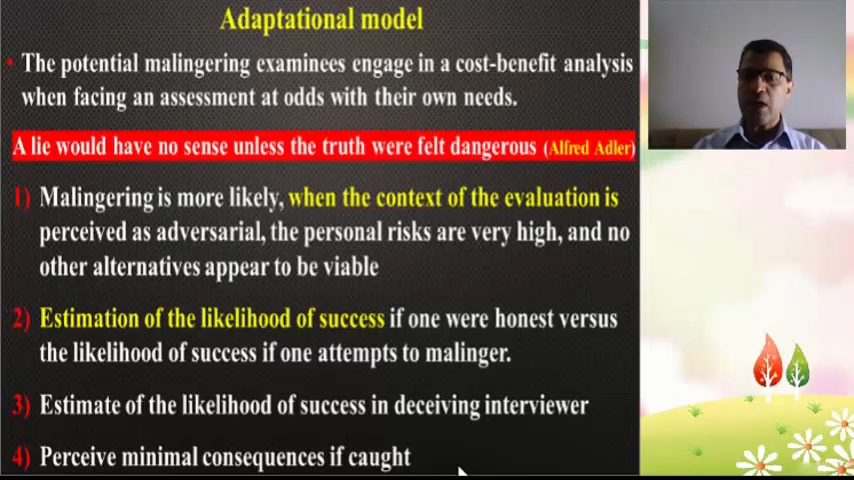 Adaptational model
• The potential malingering examinees engage in a cost-benefit analysis
when facing an assessment at odds with their own needs.
A lie would have no sense unless the truth were felt dangerous (Alfred Adler)
1) Malingering is more likely, when the context of the evaluation is
perceived as adversarial, the personal risks are very high, and no
other alternatives appear to be viable
2) Estimation of the likelihood of success if one were honest versus
the likelihood of success if one attempts to malinger.
3) Estimate of the likelihood of success in deceiving interviewer
4) Perceive minimal consequences if caught